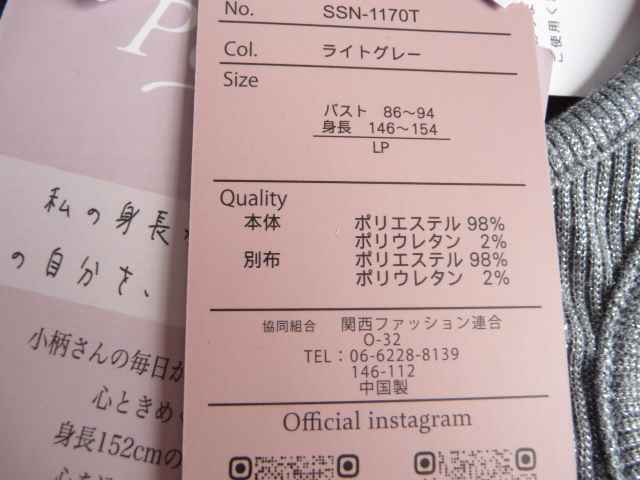 No. SSN-1170T
Col. ライトグレー
Size
バスト 86～94
身長 146～154
LP
Quality
本体 ポリエステル 98%
ポリウレタン 2%
別布 ポリエステル 98%
ポリウレタン 2%
協同組合 関西ファッション連合
O-32
TEL：06-6228-8139
146-112
中国製
Official instagram
私の身長
の自分を、
小柄さんの毎日が
心ときめく
身長152cmの